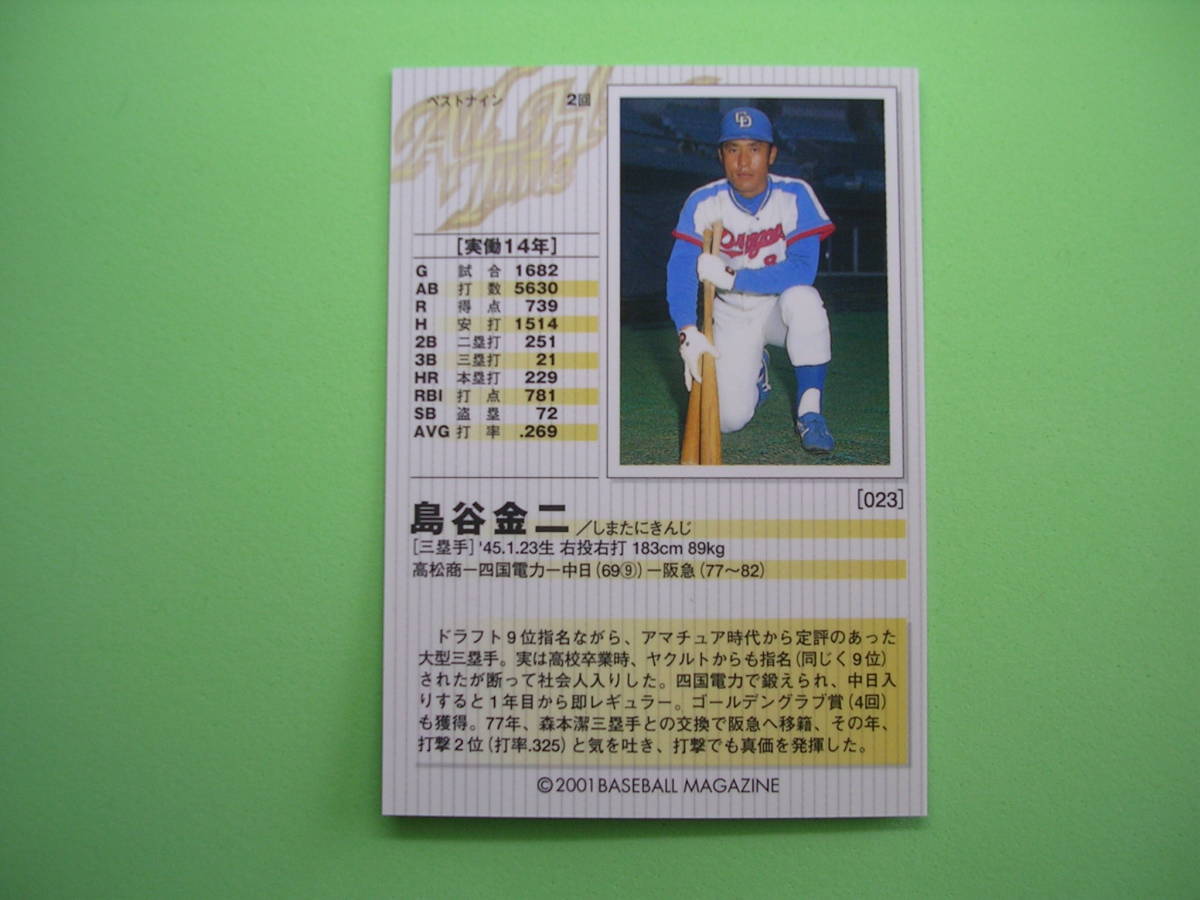 ベストナイン 2回
[実働14年]
G 試合 1682
AB 打数 5630
R 得点 739
H 安打 1514
2B 二塁打 251
3B 三塁打 21
HR 本塁打 229
RBI 打点 781
SB 盗塁 72
AVG 打率 .269
CD
Dragons
8
[023]
島谷金二／しまたにきんじ
[三塁手] '45.1.23生 右投右打 183cm 89kg
高松商ー四国電力ー中日(69⑨)ー阪急(77〜82)
ドラフト9位指名ながら、アマチュア時代から定評のあった
大型三塁手。実は高校卒業時、ヤクルトからも指名(同じく9位)
されたが断って社会人入りした。四国電力で鍛えられ、中日入
りすると1年目から即レギュラー。ゴールデングラブ賞(4回)
も獲得。77年、森本潔三塁手との交換で阪急へ移籍、その年、
打撃2位(打率.325)と気を吐き、打撃でも真価を発揮した。
©2001 BASEBALL MAGAZINE